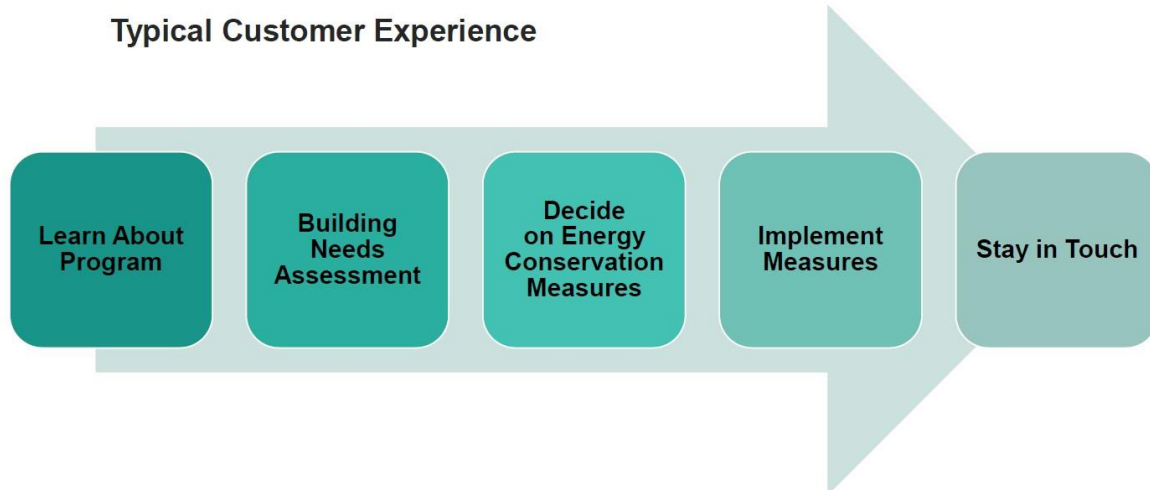 Typical Customer Experience
Learn About
Program
Building
Needs
Assessment
Decide
on Energy
Conservation
Measures
Implement
Measures
Stay in Touch